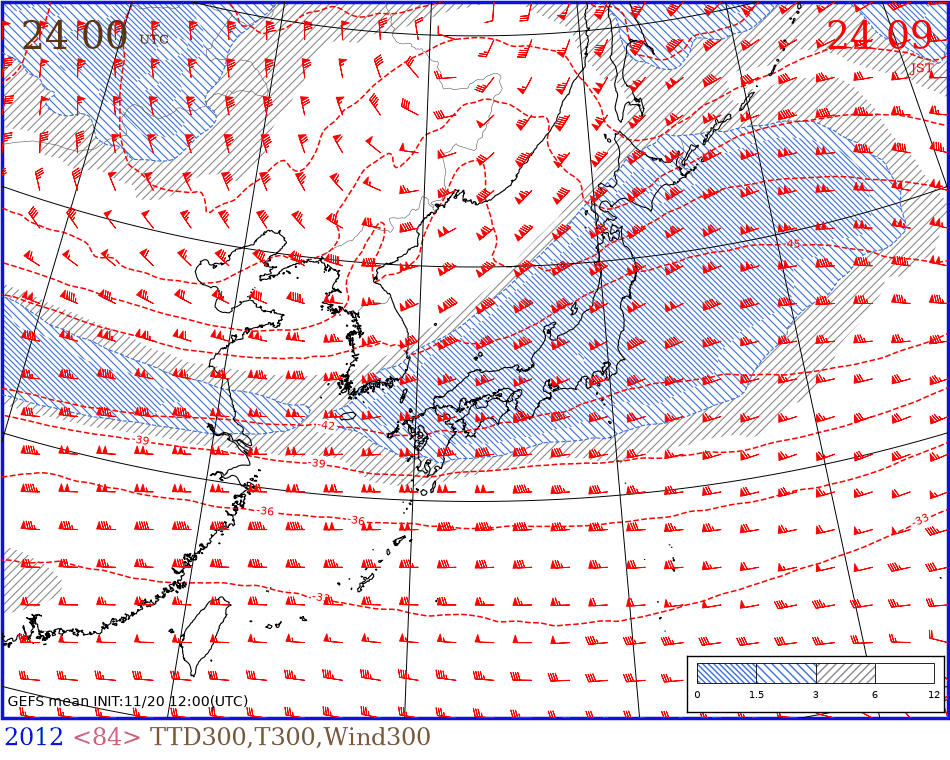 24 00 UTC
24 09
JST
-45
-42
-39
-39
-36
-36
-33
-33
0 1.5 3 6 12
GEFS mean INIT:11/20 12:00(UTC)
2012 <84> TTD300,T300,Wind300